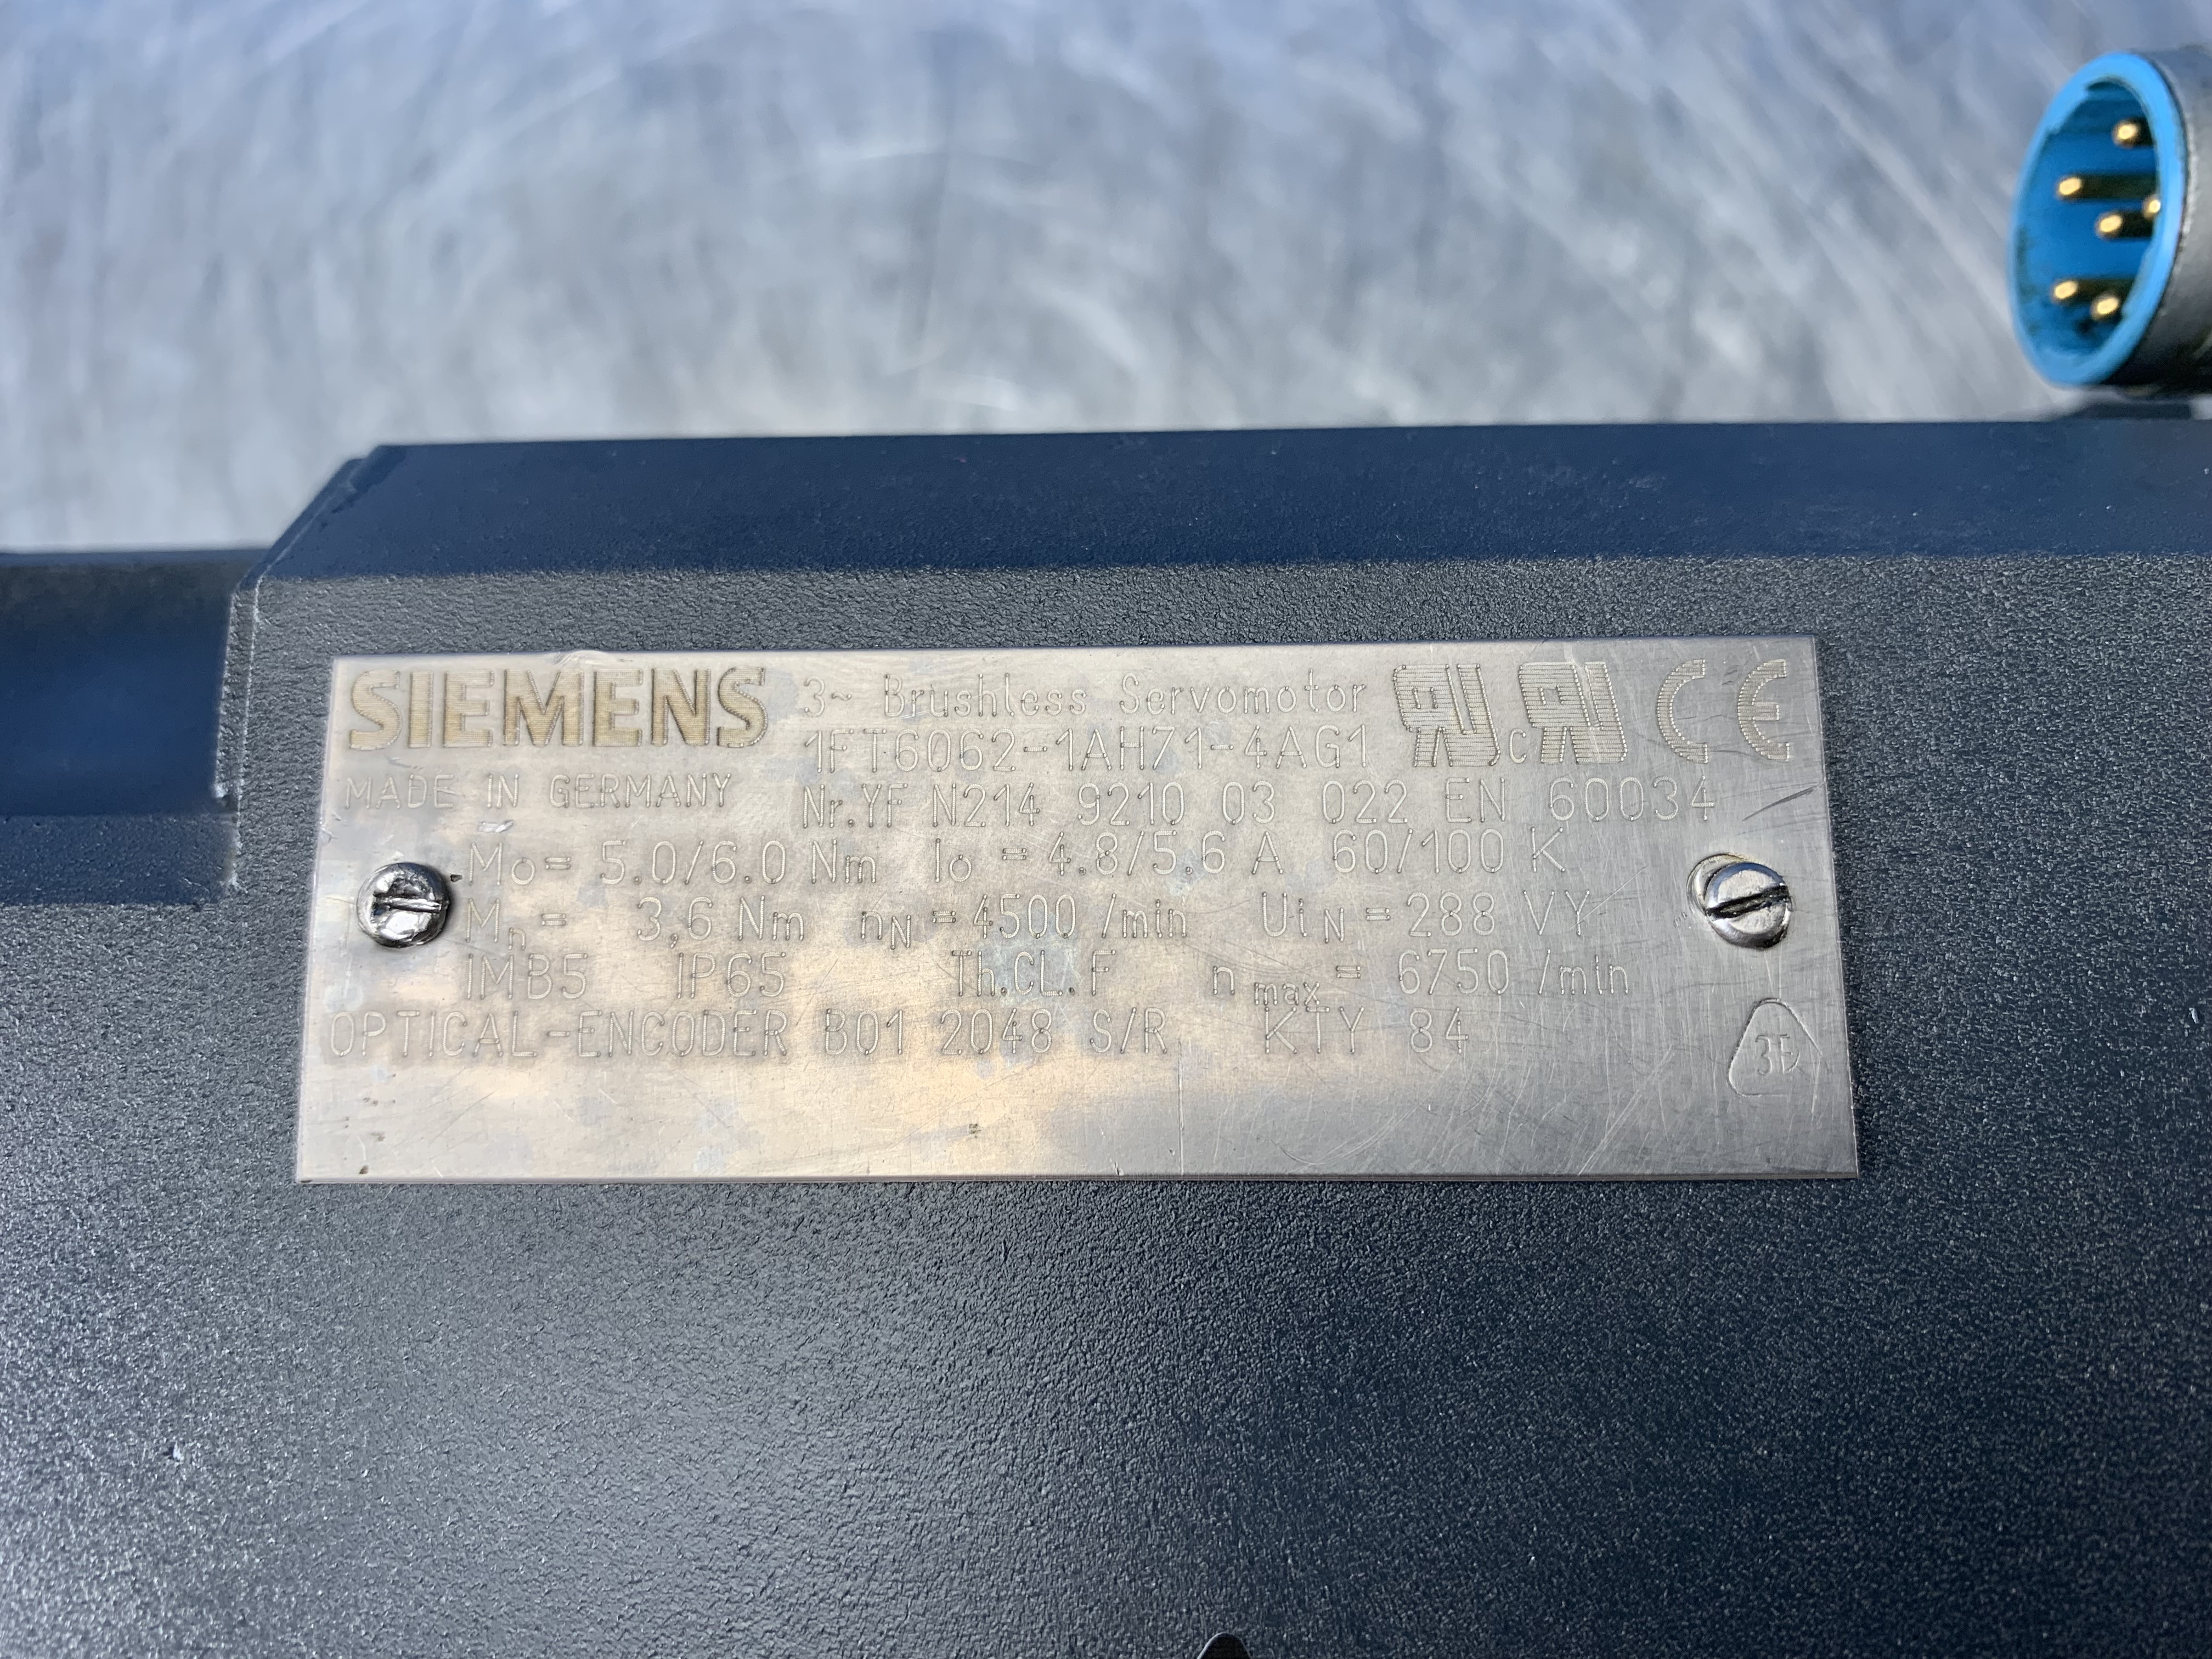 SIEMENS 3~ Brushless Servomotor
1FT6062-1AH71-4AG1
MADE IN GERMANY Nr.YF N214 9210 03 022 EN 60034
Mo= 5.0/6.0 Nm Io = 4.8/5.6 A 60/100 K
Mn = 3,6 Nm nN = 4500 /min UiN = 288 VY
IMB5 IP65 Th.CL.F n max = 6750 /min
OPTICAL-ENCODER B01 2048 S/R KTY 84